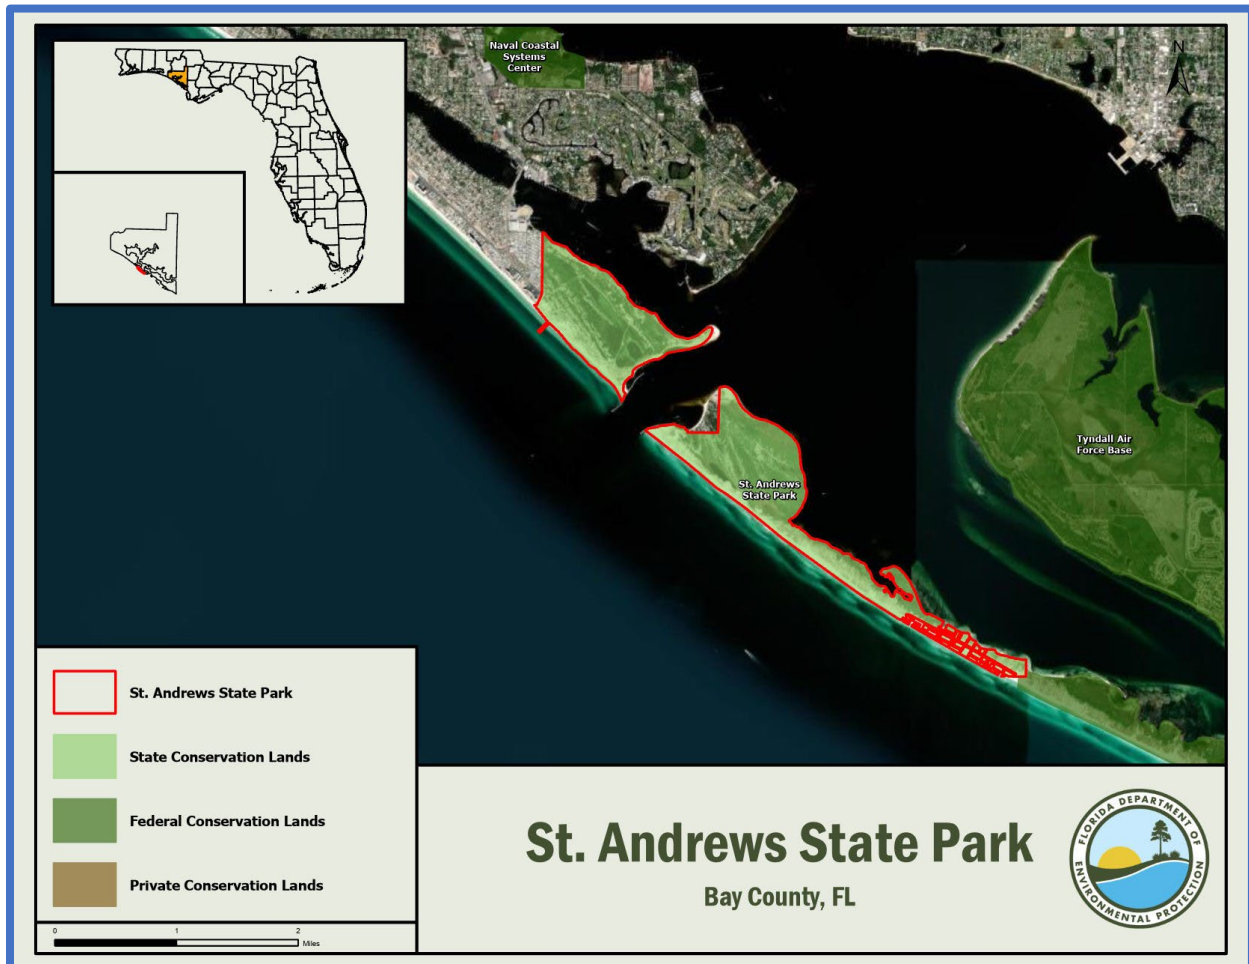 Naval Coastal
Systems
Center
N
Tyndall Air
Force Base
St. Andrews
State Park
St. Andrews State Park
State Conservation Lands
Federal Conservation Lands
Private Conservation Lands
0 1 2
Miles
St. Andrews State Park
Bay County, FL
FLORIDA DEPARTMENT OF
ENVIRONMENTAL PROTECTION